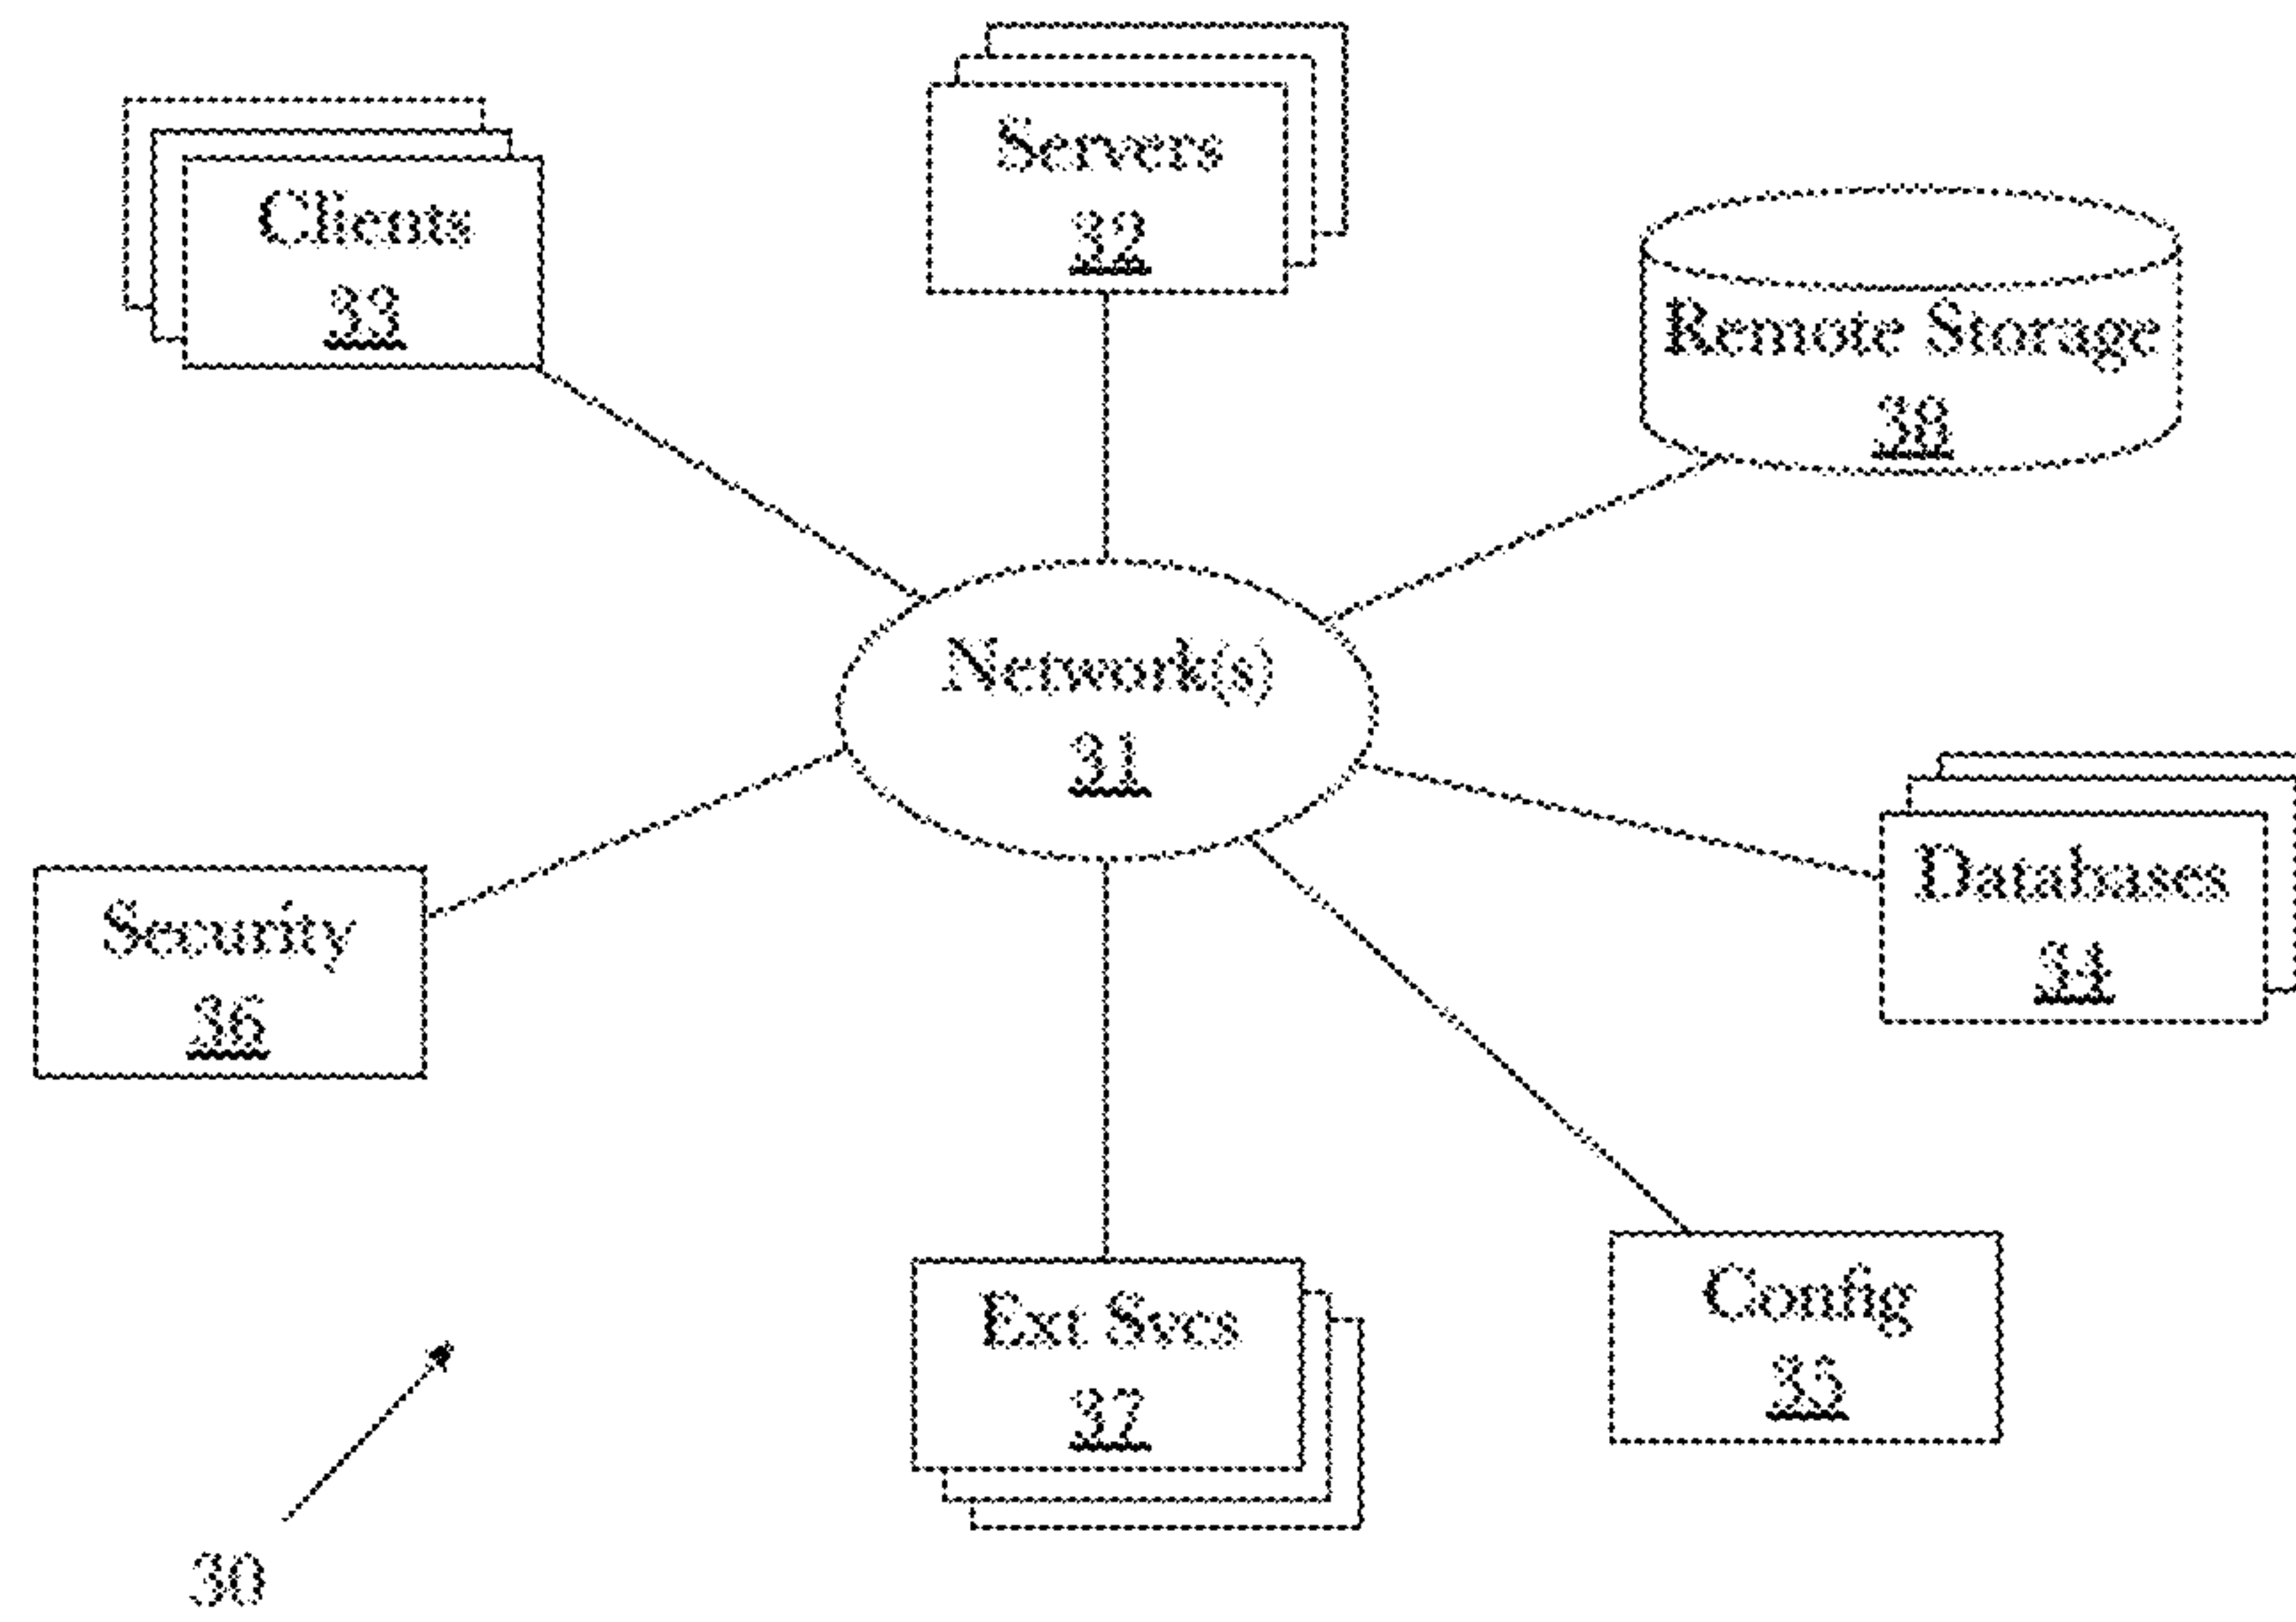 Servers
32
Clients
33
Remote Storage
38
Network(s)
31
Databases
34
Security
36
Config
35
Ext Svcs
37
30